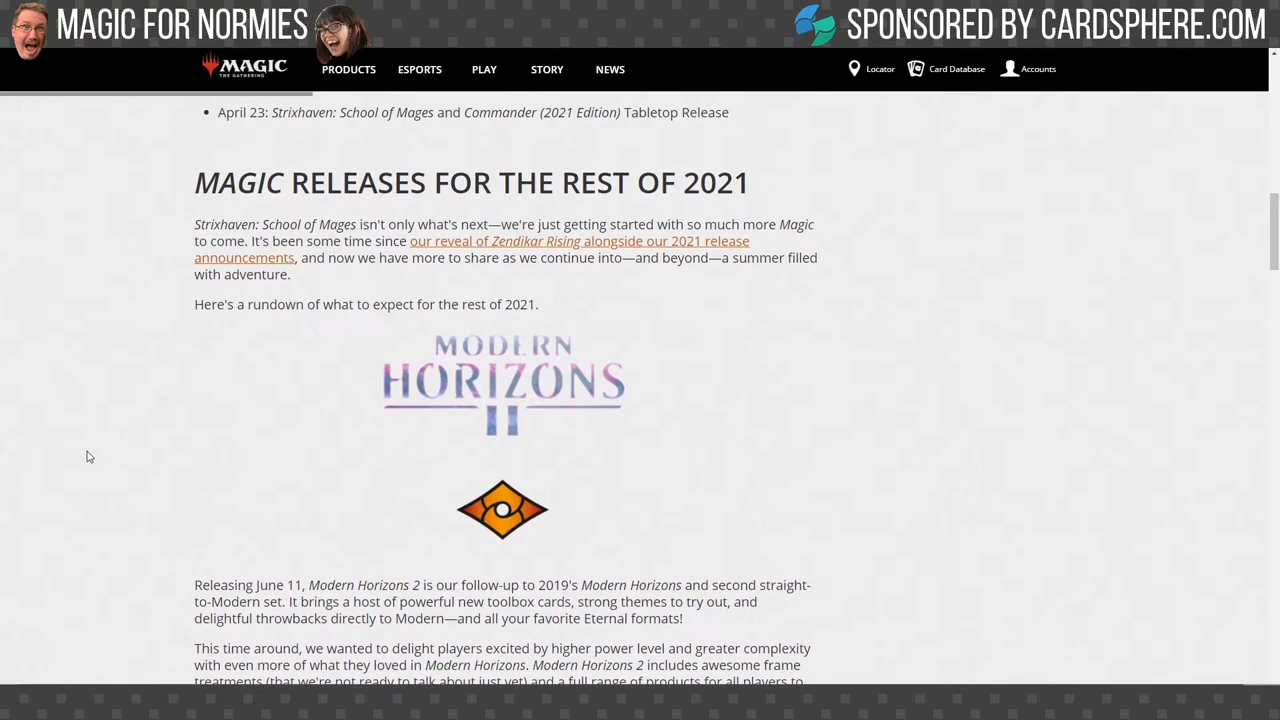 MAGIC FOR NORMIES
SPONSORED BY CARDSPHERE.COM
MAGIC
THE GATHERING
PRODUCTS ESPORTS PLAY STORY NEWS
Locator Card Database Accounts
• April 23: Strixhaven: School of Mages and Commander (2021 Edition) Tabletop Release
MAGIC RELEASES FOR THE REST OF 2021
Strixhaven: School of Mages isn't only what's next—we're just getting started with so much more Magic
to come. It's been some time since our reveal of Zendikar Rising alongside our 2021 release
announcements, and now we have more to share as we continue into—and beyond—a summer filled
with adventure.
Here's a rundown of what to expect for the rest of 2021.
MODERN
HORIZONS
II
Releasing June 11, Modern Horizons 2 is our follow-up to 2019's Modern Horizons and second straight-
to-Modern set. It brings a host of powerful new toolbox cards, strong themes to try out, and
delightful throwbacks directly to Modern—and all your favorite Eternal formats!
This time around, we wanted to delight players excited by higher power level and greater complexity
with even more of what they loved in Modern Horizons. Modern Horizons 2 includes awesome frame
treatments (that we're not ready to talk about just yet) and a full range of products for all players to